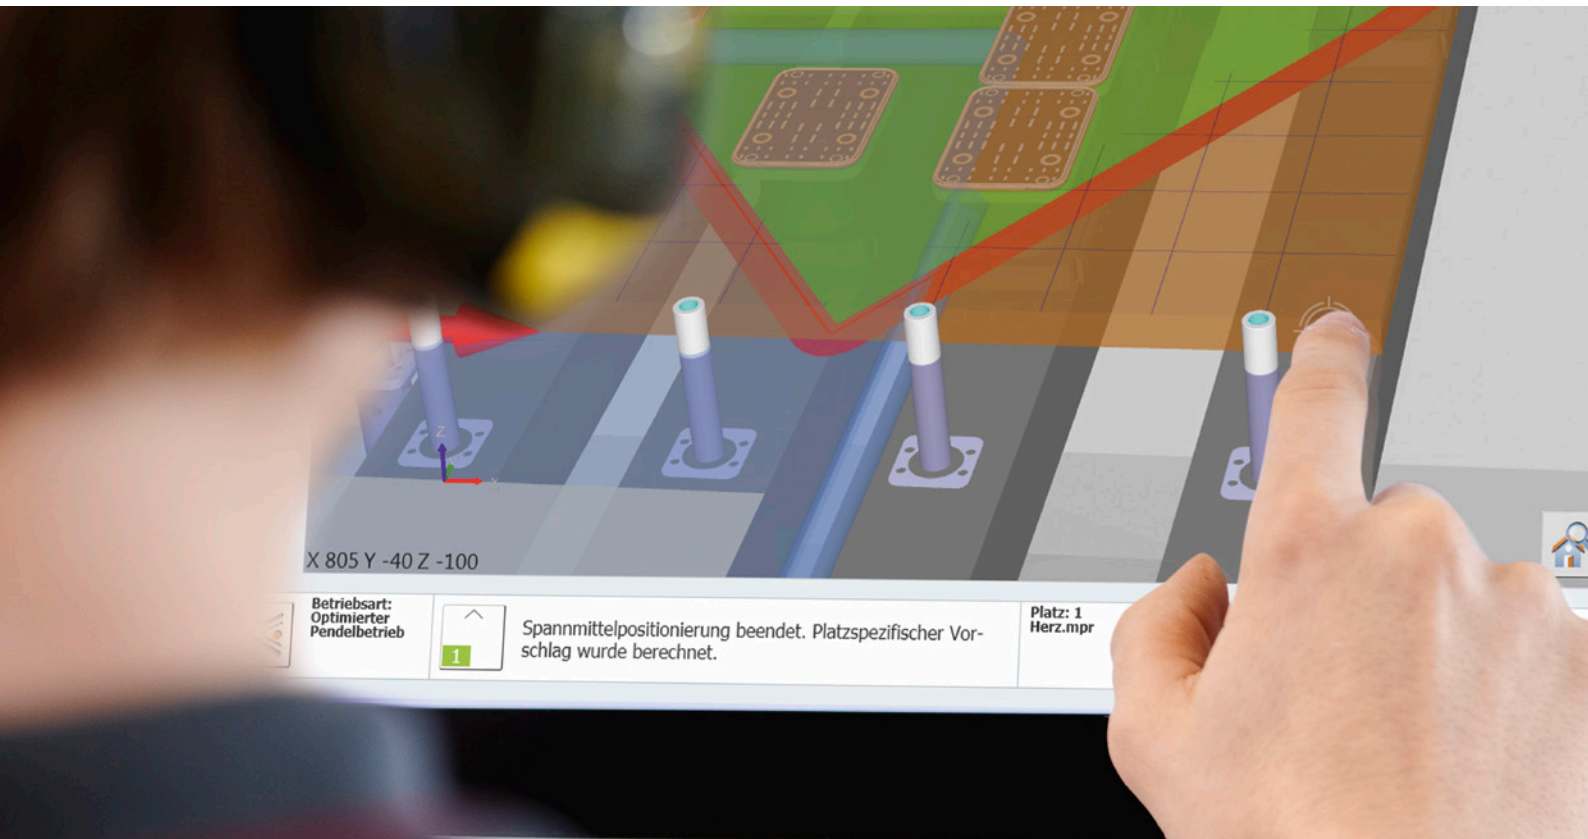 Z
X
X 805 Y -40 Z -100
Betriebsart:
Optimierter
Pendelbetrieb
1
Spannmittelpositionierung beendet. Platzspezifischer Vor-
schlag wurde berechnet.
Platz: 1
Herz.mpr